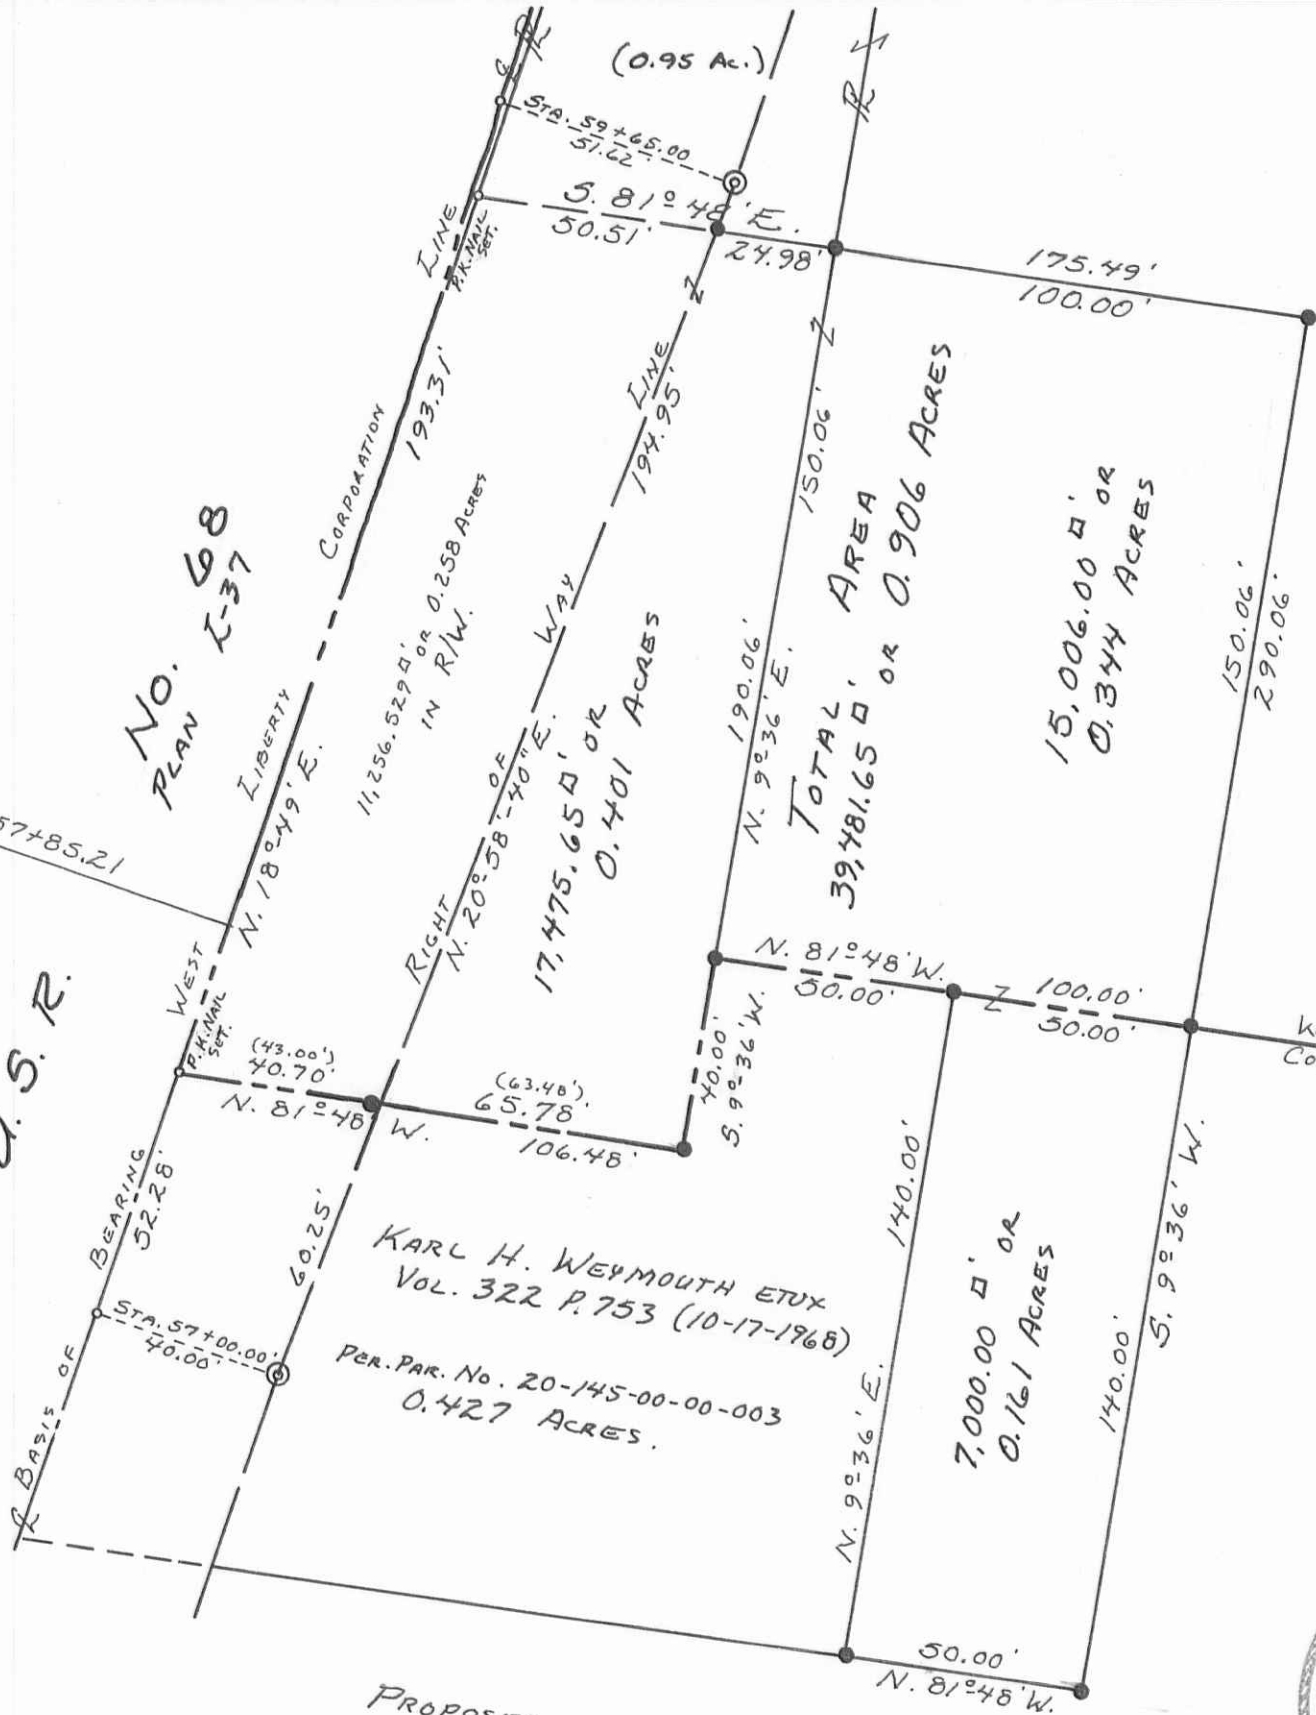 (0.95 Ac.)
℄
P/L
P/L
STA. 59+65.00
51.62'
S. 81°48' E.
50.51'
24.98'
175.49'
100.00'
P.K. NAIL
SET.
LINE
193.31'
CORPORATION
LIBERTY
N. 18°-49' E.
WEST
BEARING
52.28'
BASIS OF
℄
LINE
194.95'
WAY
OF
RIGHT
N. 20°-58'-40" E.
150.06'
190.06'
N. 9°-36' E.
TOTAL AREA
39,481.65 □' OR 0.906 ACRES
15,006.00 □' OR
0.344 ACRES
150.06'
290.06'
11,256.529 □' OR 0.258 ACRES
IN R/W.
17,475.65 □' OR
0.401 ACRES
NO. 68
PLAN L-37
57+85.21
S. R.
P.K. NAIL
SET.
(43.00')
40.70'
N. 81°48' W.
(63.48').
65.78
106.48'
40.00'
S. 9°-36' W.
N. 81°48' W.
50.00'
100.00'
50.00'
60.25'
STA. 57+00.00'
40.00'
KARL H. WEYMOUTH ETUX
VOL. 322 P. 753 (10-17-1968)
PER. PAR. NO. 20-145-00-00-003
0.427 ACRES.
140.00'
N. 9°-36' E.
7,000.00 □' OR
0.161 ACRES
S. 9°36' W.
140.00'
50.00'
N. 81°48' W.